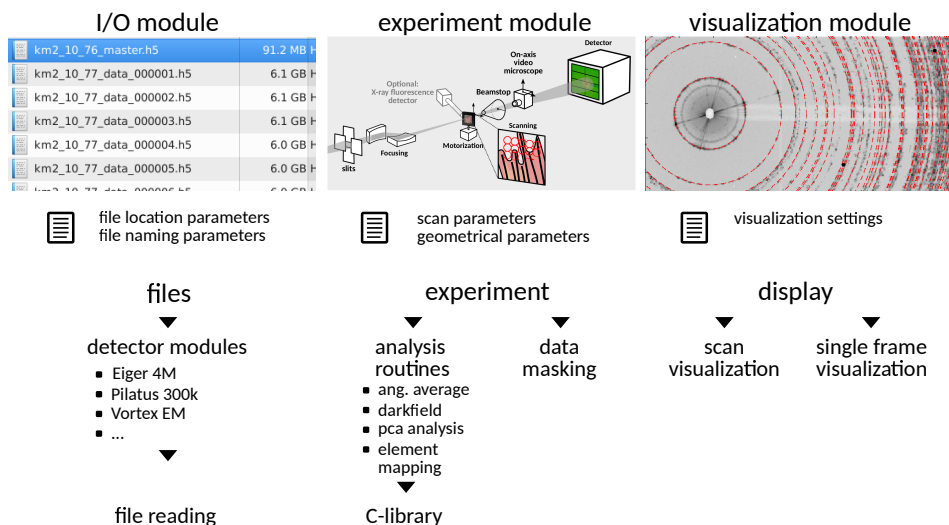 I/O module
experiment module
visualization module
km2_10_76_master.h5 91.2 MB H
km2_10_77_data_000001.h5 6.1 GB H
km2_10_77_data_000002.h5 6.1 GB H
km2_10_77_data_000003.h5 6.1 GB H
km2_10_77_data_000004.h5 6.0 GB H
km2_10_77_data_000005.h5 6.0 GB H
Detector
On-axis
video
microscope
Optional:
X-ray fluorescence
detector
Beamstop
Scanning
Motorization
Focusing
slits
file location parameters
file naming parameters
scan parameters
geometrical parameters
visualization settings
files
experiment
display
detector modules
Eiger 4M
Pilatus 300k
Vortex EM
...
file reading
analysis
routines
ang. average
darkfield
pca analysis
element
mapping
C-library
data
masking
scan
visualization
single frame
visualization